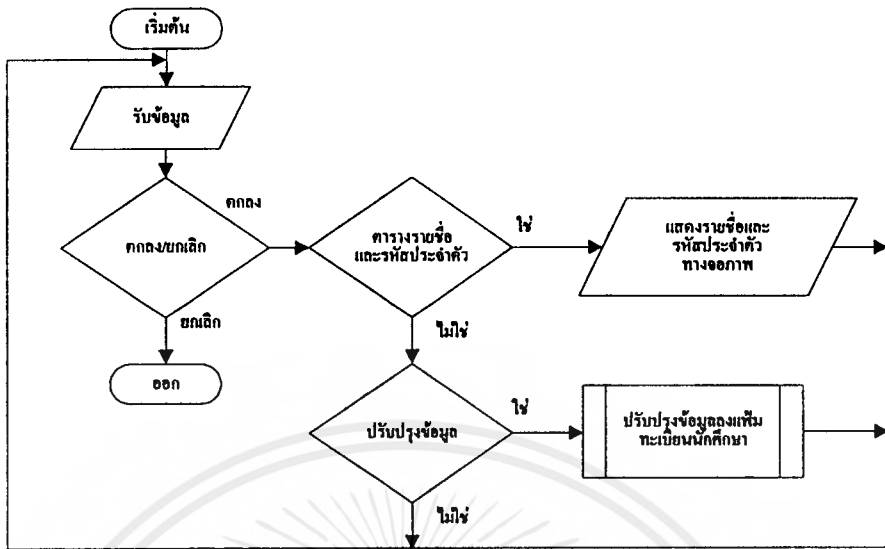 เริ่มต้น
รับข้อมูล
ตกลง/ยกเลิก
ตกลง
ยกเลิก
ออก
ตารางรายชื่อ
และรหัสประจำตัว
ใช่
แสดงรายชื่อและ
รหัสประจำตัว
ทางจอภาพ
ไม่ใช่
ปรับปรุงข้อมูล
ใช่
ปรับปรุงข้อมูลลงแฟ้ม
ทะเบียนนักศึกษา
ไม่ใช่